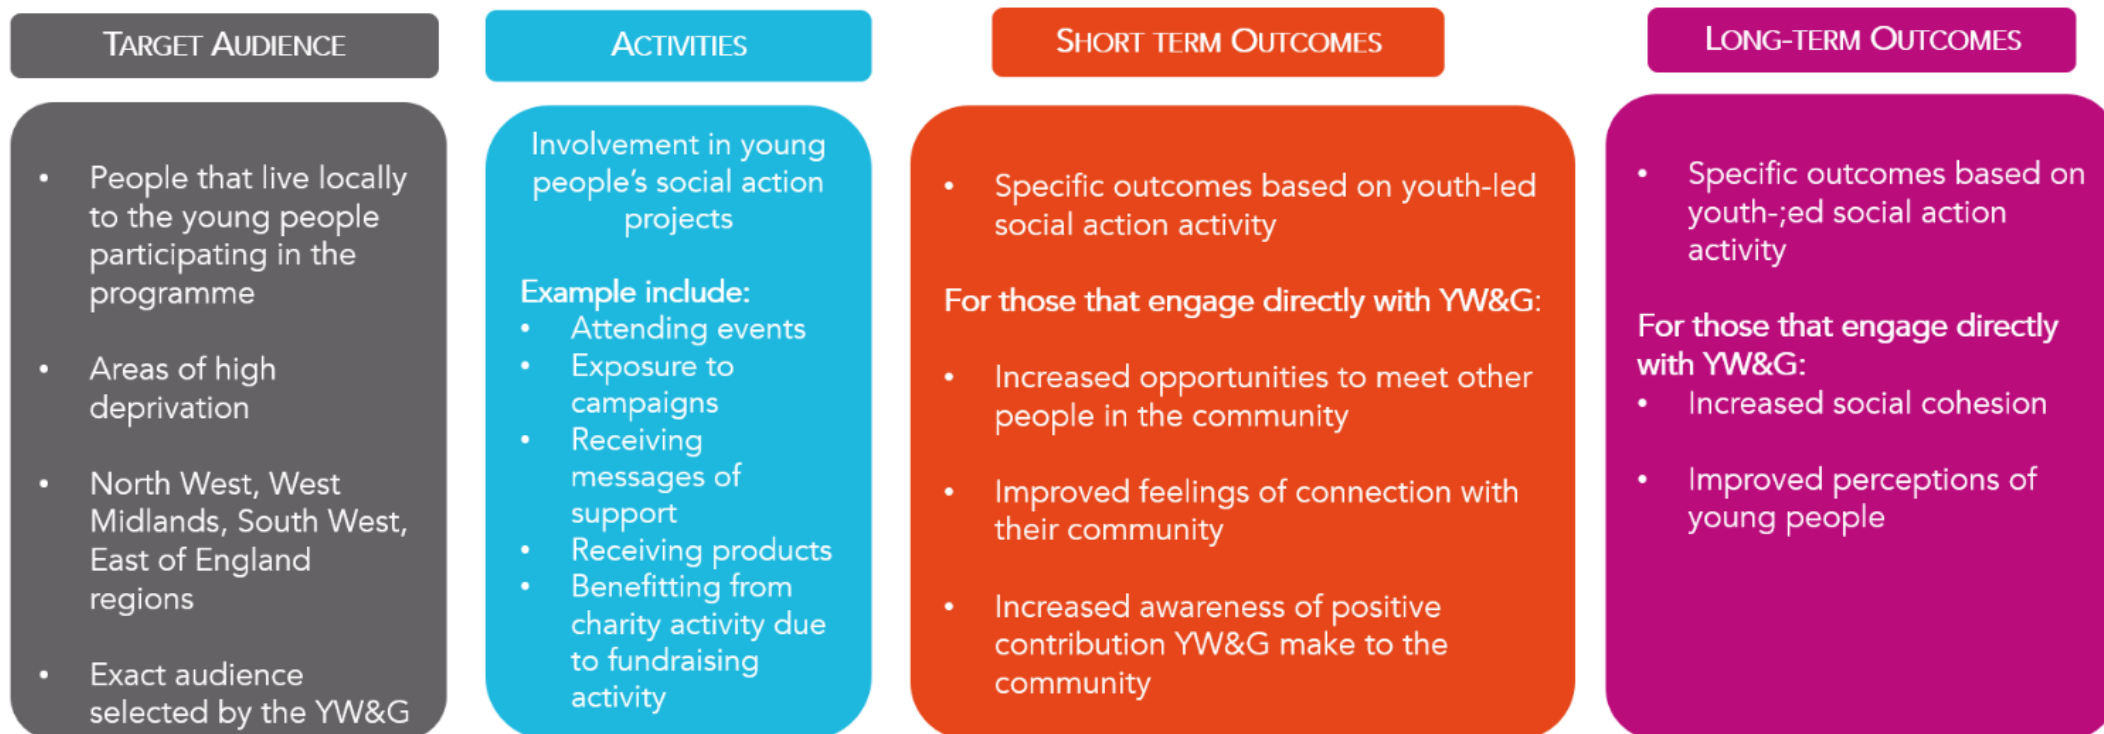 TARGET AUDIENCE
• People that live locally
to the young people
participating in the
programme
• Areas of high
deprivation
• North West, West
Midlands, South West,
East of England
regions
• Exact audience
selected by the YW&G
ACTIVITIES
Involvement in young
people's social action
projects
Example include:
• Attending events
• Exposure to
campaigns
• Receiving
messages of
support
• Receiving products
• Benefitting from
charity activity due
to fundraising
activity
SHORT TERM OUTCOMES
• Specific outcomes based on youth-led
social action activity
For those that engage directly with YW&G:
• Increased opportunities to meet other
people in the community
• Improved feelings of connection with
their community
• Increased awareness of positive
contribution YW&G make to the
community
LONG-TERM OUTCOMES
• Specific outcomes based on
youth-;ed social action
activity
For those that engage directly
with YW&G:
• Increased social cohesion
• Improved perceptions of
young people